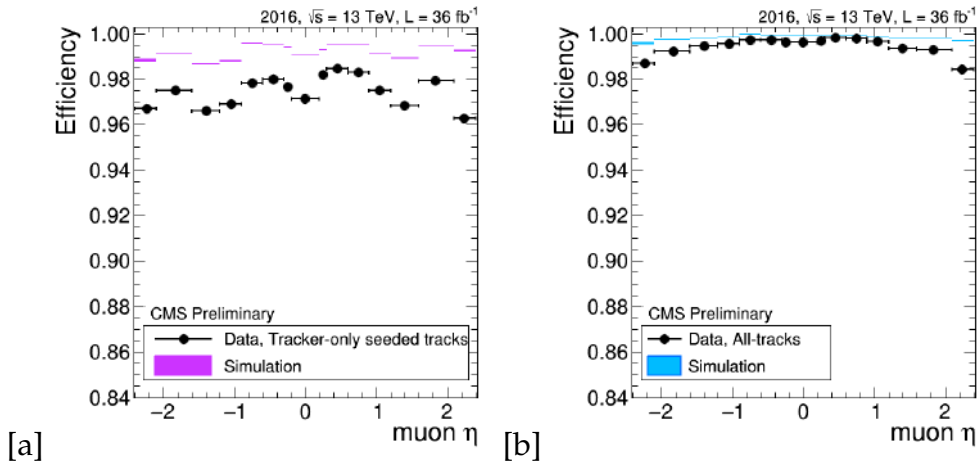 2016, √s = 13 TeV, L = 36 fb⁻¹
Efficiency
1.00
0.98
0.96
0.94
0.92
0.90
0.88
0.86
0.84
CMS Preliminary
Data, Tracker-only seeded tracks
Simulation
−2 −1 0 1 2
muon η
[a]
2016, √s = 13 TeV, L = 36 fb⁻¹
Efficiency
1.00
0.98
0.96
0.94
0.92
0.90
0.88
0.86
0.84
CMS Preliminary
Data, All-tracks
Simulation
−2 −1 0 1 2
muon η
[b]